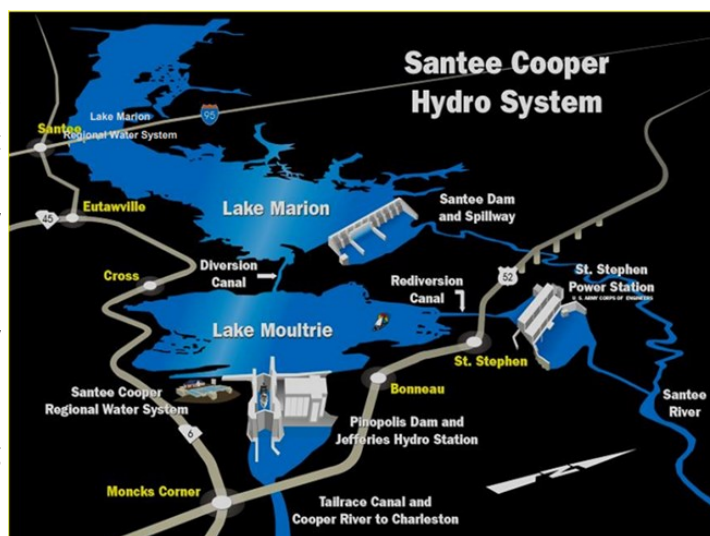 Santee Cooper
Hydro System
Lake Marion
Regional Water System
95
Santee
Lake Marion
Santee Dam
and Spillway
45
Eutawville
Diversion
Canal
Cross
Rediversion
Canal
52
St. Stephen
Power Station
U. S. ARMY CORPS OF ENGINEERS
Lake Moultrie
St. Stephen
Santee Cooper
Regional Water System
Bonneau
Santee
River
Pinopolis Dam and
Jefferies Hydro Station
6
N
Moncks Corner
Tailrace Canal and
Cooper River to Charleston